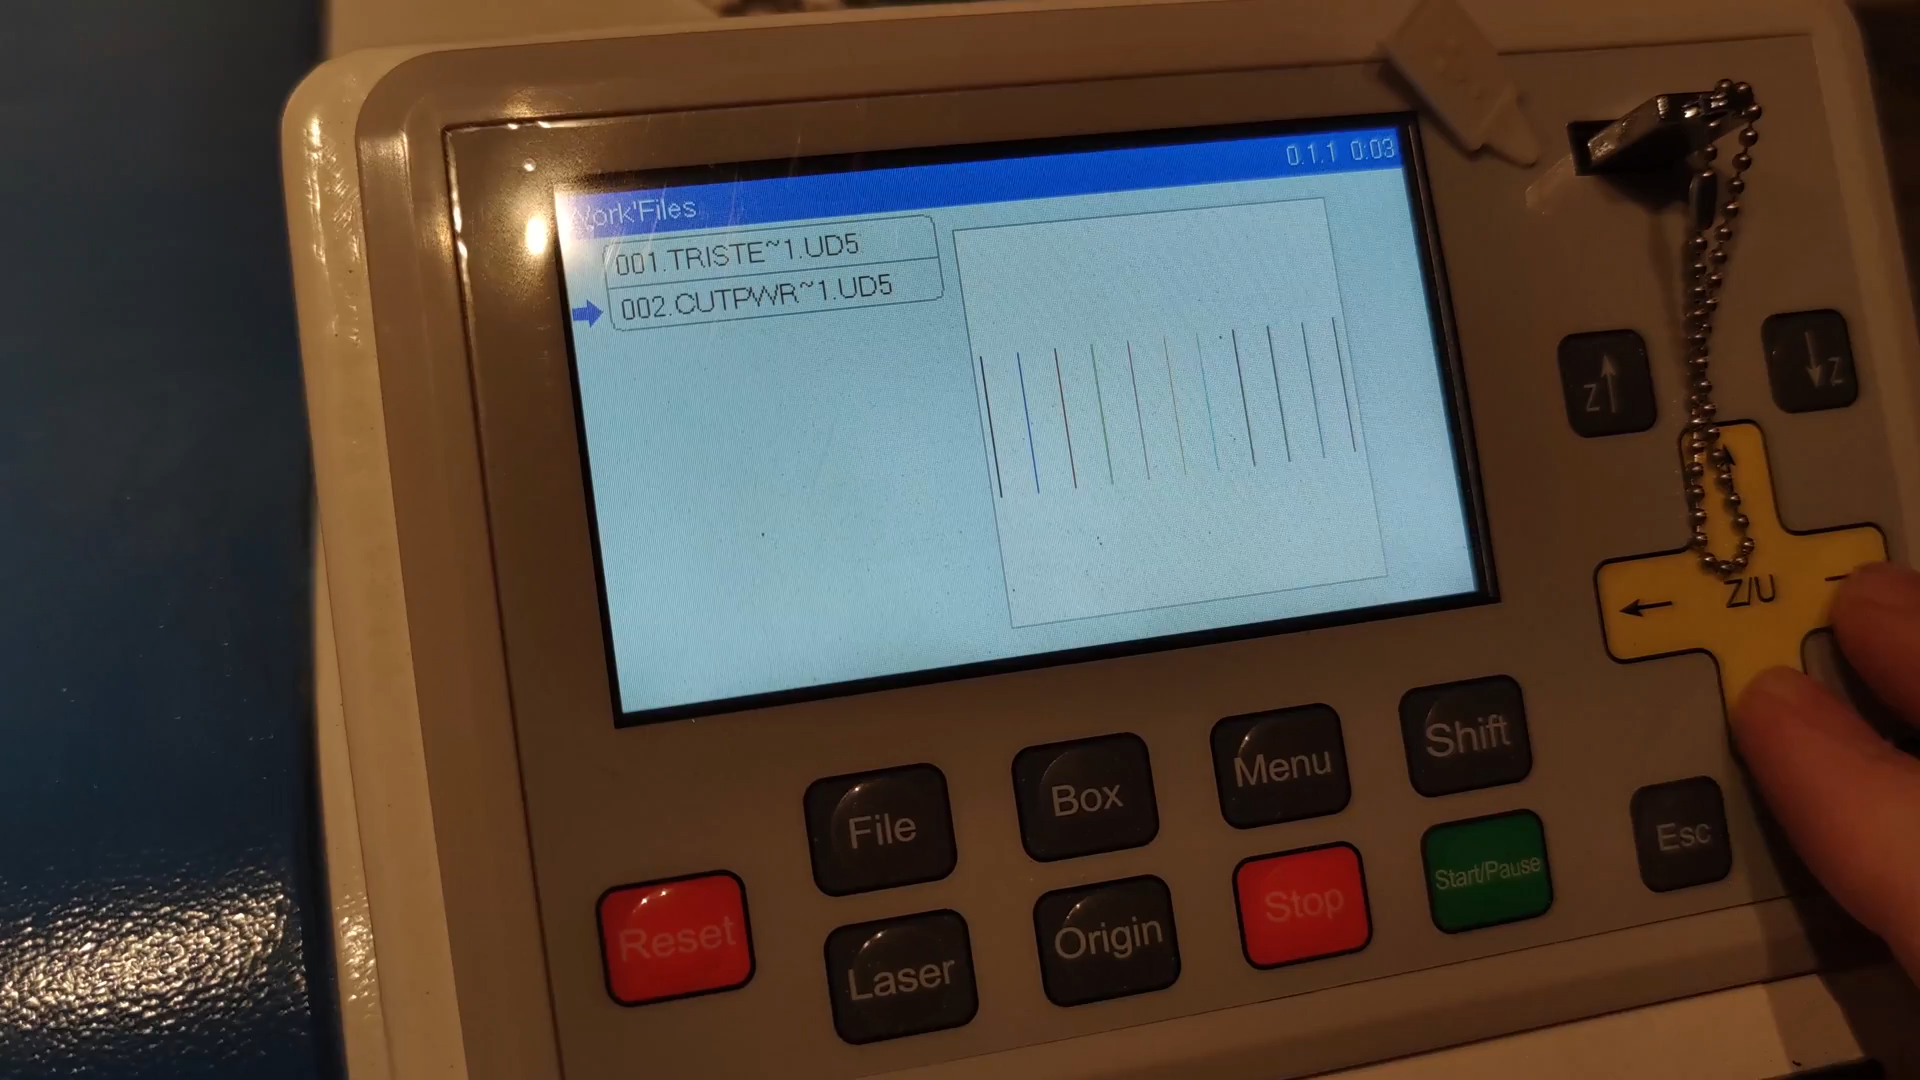 0.1.1 0:03
Work'Files
001.TRISTE~1.UD5
002.CUTPWR~1.UD5
Z
Z
Z/U
File
Box
Menu
Shift
Esc
Reset
Laser
Origin
Stop
Start/Pause